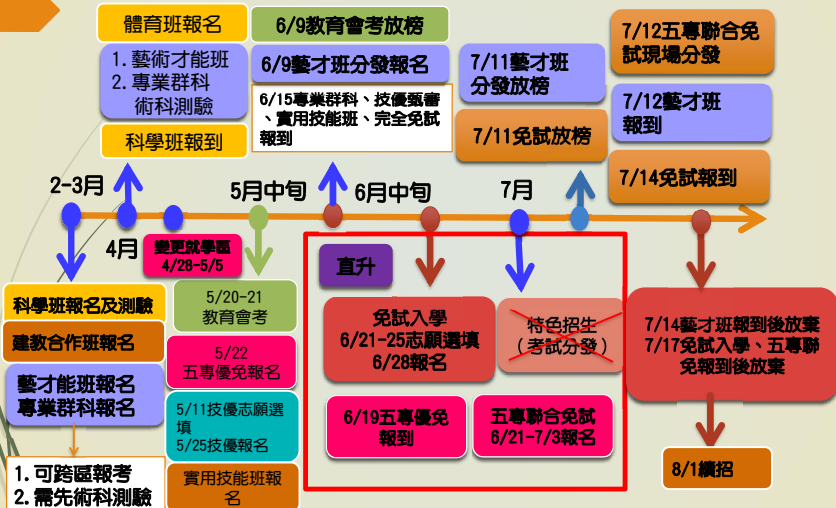 體育班報名
1. 藝術才能班
2. 專業群科
術科測驗
科學班報到
6/9教育會考放榜
6/9藝才班分發報名
6/15專業群科、技優甄審
、實用技能班、完全免試
報到
7/11藝才班
分發放榜
7/11免試放榜
7/12五專聯合免
試現場分發
7/12藝才班
報到
7/14免試報到
2-3月
4月
5月中旬
6月中旬
7月
變更就學區
4/28-5/5
科學班報名及測驗
建教合作班報名
藝才能班報名
專業群科報名
1. 可跨區報考
2. 需先術科測驗
5/20-21
教育會考
5/22
五專優免報名
5/11技優志願選
填
5/25技優報名
實用技能班報
名
直升
免試入學
6/21-25志願選填
6/28報名
特色招生
(考試分發)
6/19五專優免
報到
五專聯合免試
6/21-7/3報名
7/14藝才班報到後放棄
7/17免試入學、五專聯
免報到後放棄
8/1續招